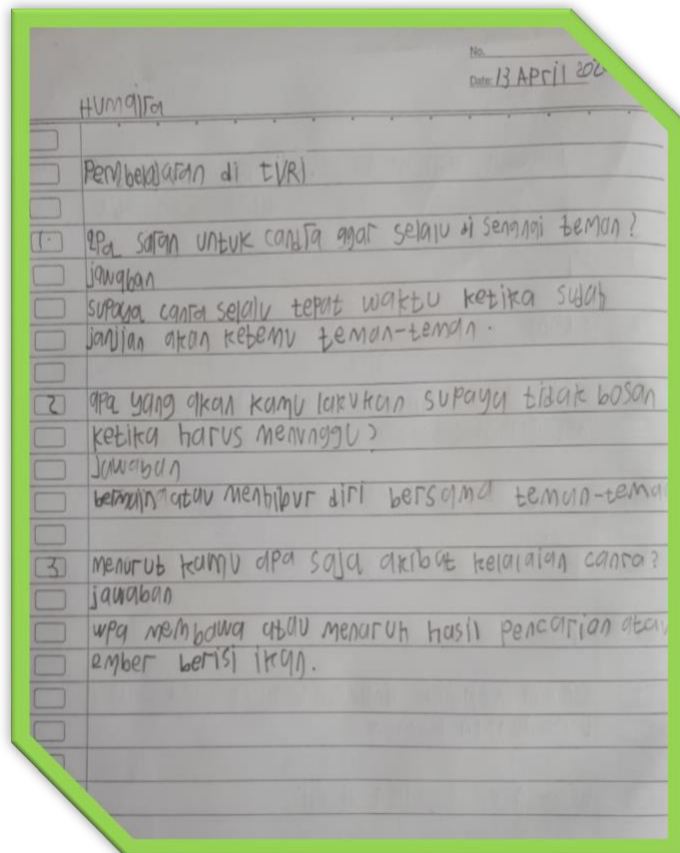 No.
Date: 13 April 202
Humaira
Pembelajaran di tVRI
1. apa saran untuk candra agar selalu di senangi teman?
jawaban
supaya canra selalu tepat waktu ketika sudah
janjian akan ketemu teman-teman.
2 apa yang akan kamu lakukan supaya tidak bosan
ketika harus menunggu?
Jawaban
bermain atau menhibur diri bersama teman-tema
3 menurut kamu apa saja akibat kelalaian canra?
jawaban
wpa membawa atau menaruh hasil pencarian atau
ember berisi ikan.